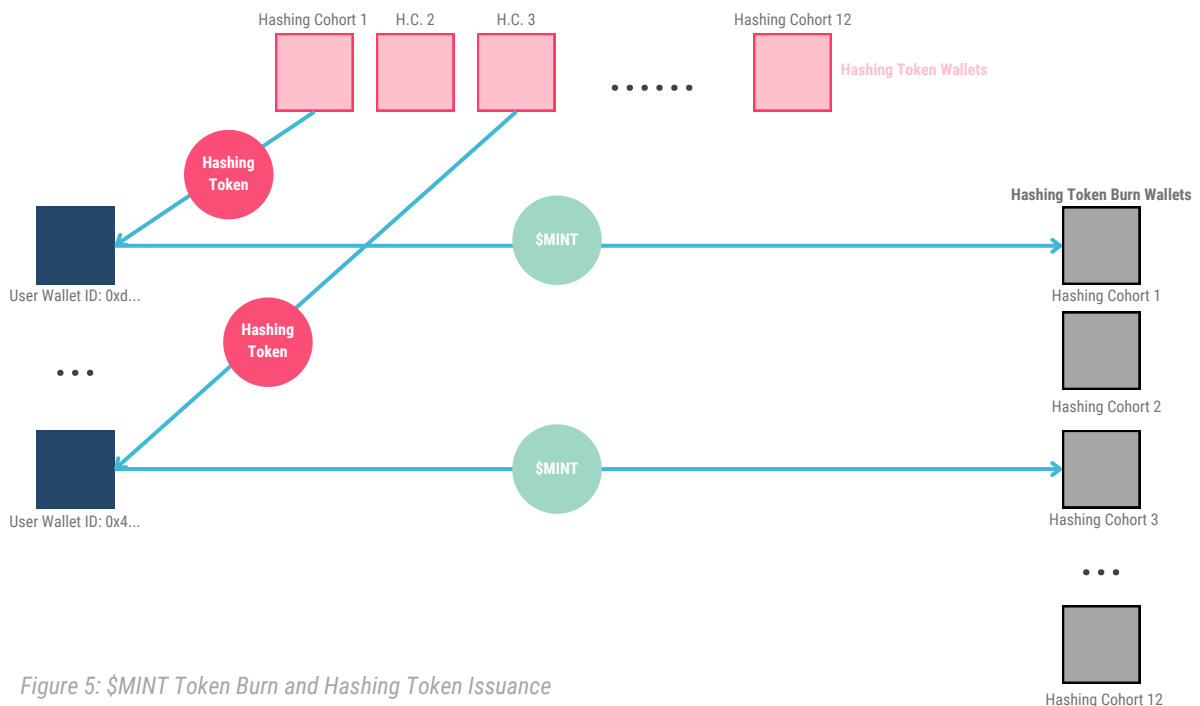 Hashing Cohort 1
H.C. 2
H.C. 3
Hashing Cohort 12
Hashing Token Wallets
Hashing
Token
Hashing Token Burn Wallets
$MINT
User Wallet ID: 0xd...
Hashing Cohort 1
Hashing
Token
Hashing Cohort 2
$MINT
User Wallet ID: 0x4...
Hashing Cohort 3
Figure 5: $MINT Token Burn and Hashing Token Issuance
Hashing Cohort 12